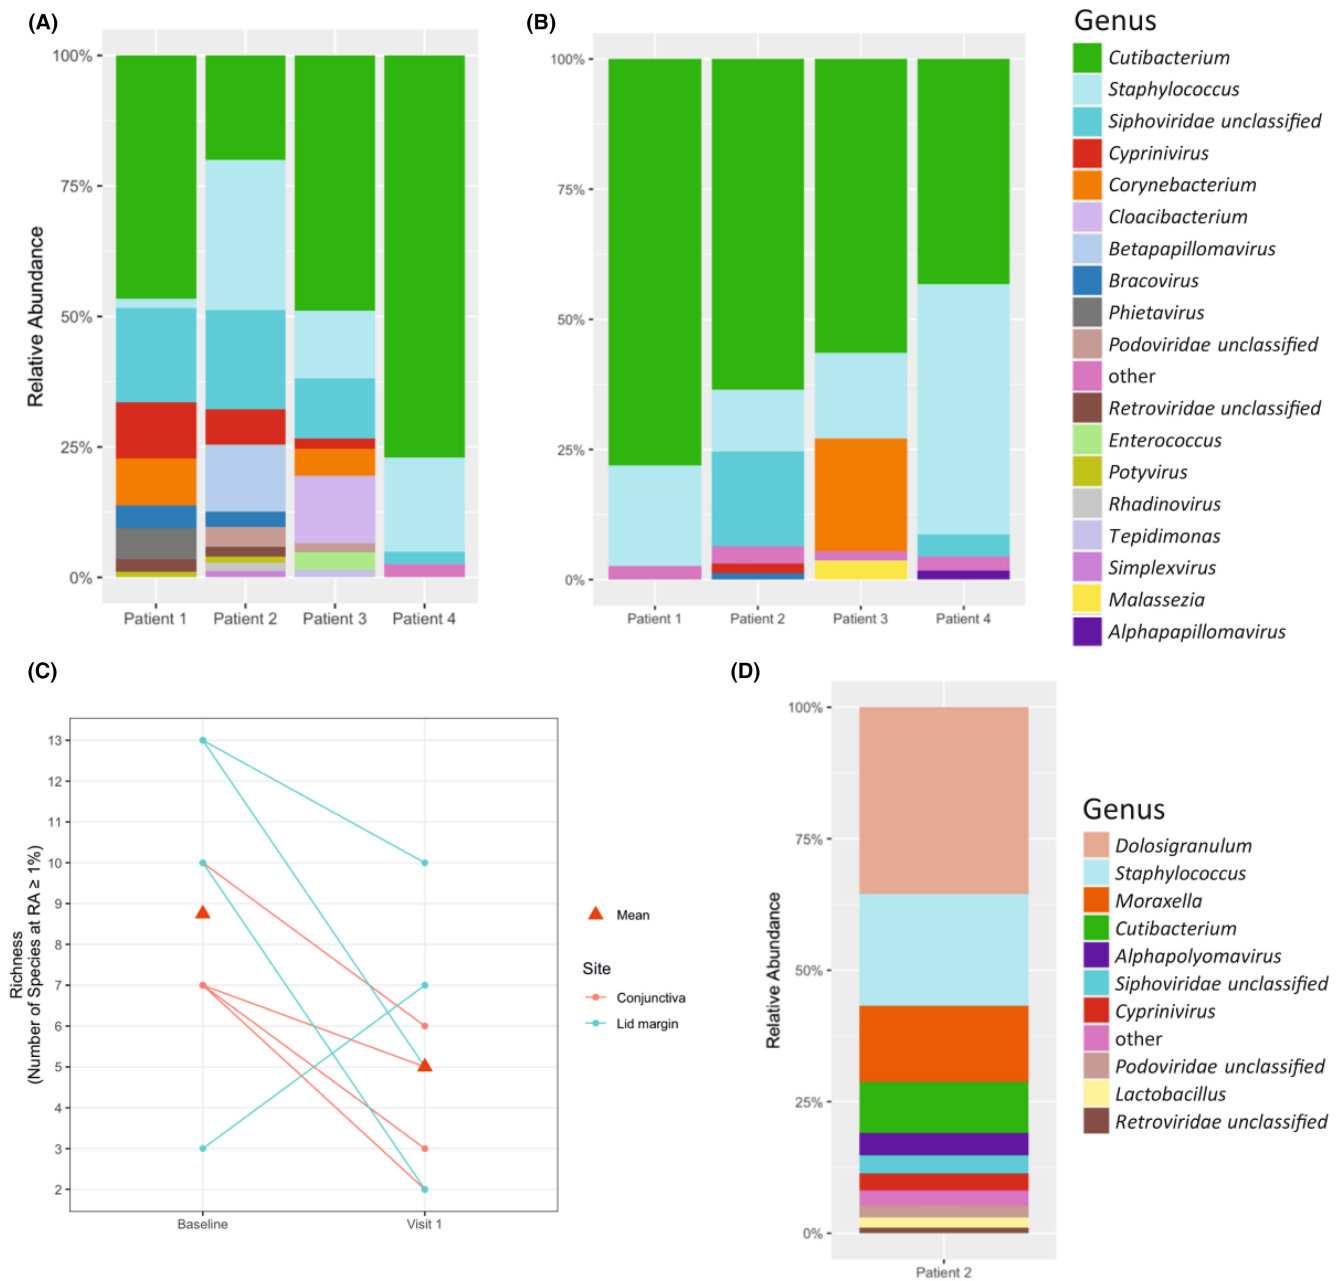 (A)
100%
75%
50%
25%
0%
Relative Abundance
Patient 1
Patient 2
Patient 3
Patient 4
(B)
100%
75%
50%
25%
0%
Patient 1
Patient 2
Patient 3
Patient 4
Genus
Cutibacterium
Staphylococcus
Siphoviridae unclassified
Cyprinivirus
Corynebacterium
Cloacibacterium
Betapapillomavirus
Bracovirus
Phietavirus
Podoviridae unclassified
other
Retroviridae unclassified
Enterococcus
Potyvirus
Rhadinovirus
Tepidimonas
Simplexvirus
Malassezia
Alphapapillomavirus
(C)
13
12
11
10
9
8
7
6
5
4
3
2
Richness
(Number of Species at RA ≥ 1%)
Baseline
Visit 1
Mean
Site
Conjunctiva
Lid margin
(D)
100%
75%
50%
25%
0%
Relative Abundance
Patient 2
Genus
Dolosigranulum
Staphylococcus
Moraxella
Cutibacterium
Alphapolyomavirus
Siphoviridae unclassified
Cyprinivirus
other
Podoviridae unclassified
Lactobacillus
Retroviridae unclassified